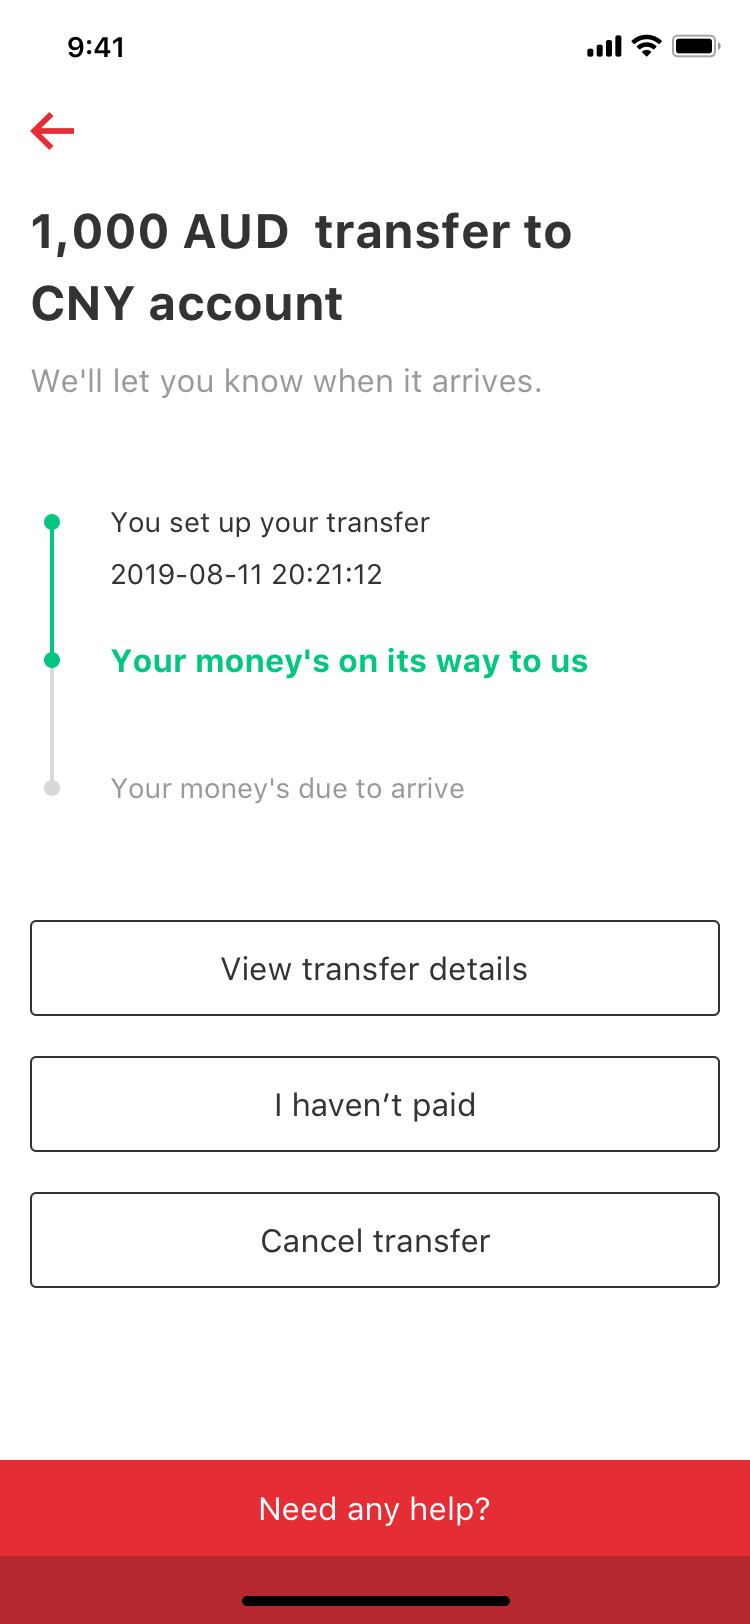 9:41
1,000 AUD  transfer to
CNY account
We'll let you know when it arrives.
You set up your transfer
2019-08-11 20:21:12
Your money's on its way to us
Your money's due to arrive
View transfer details
I haven’t paid
Cancel transfer
Need any help?